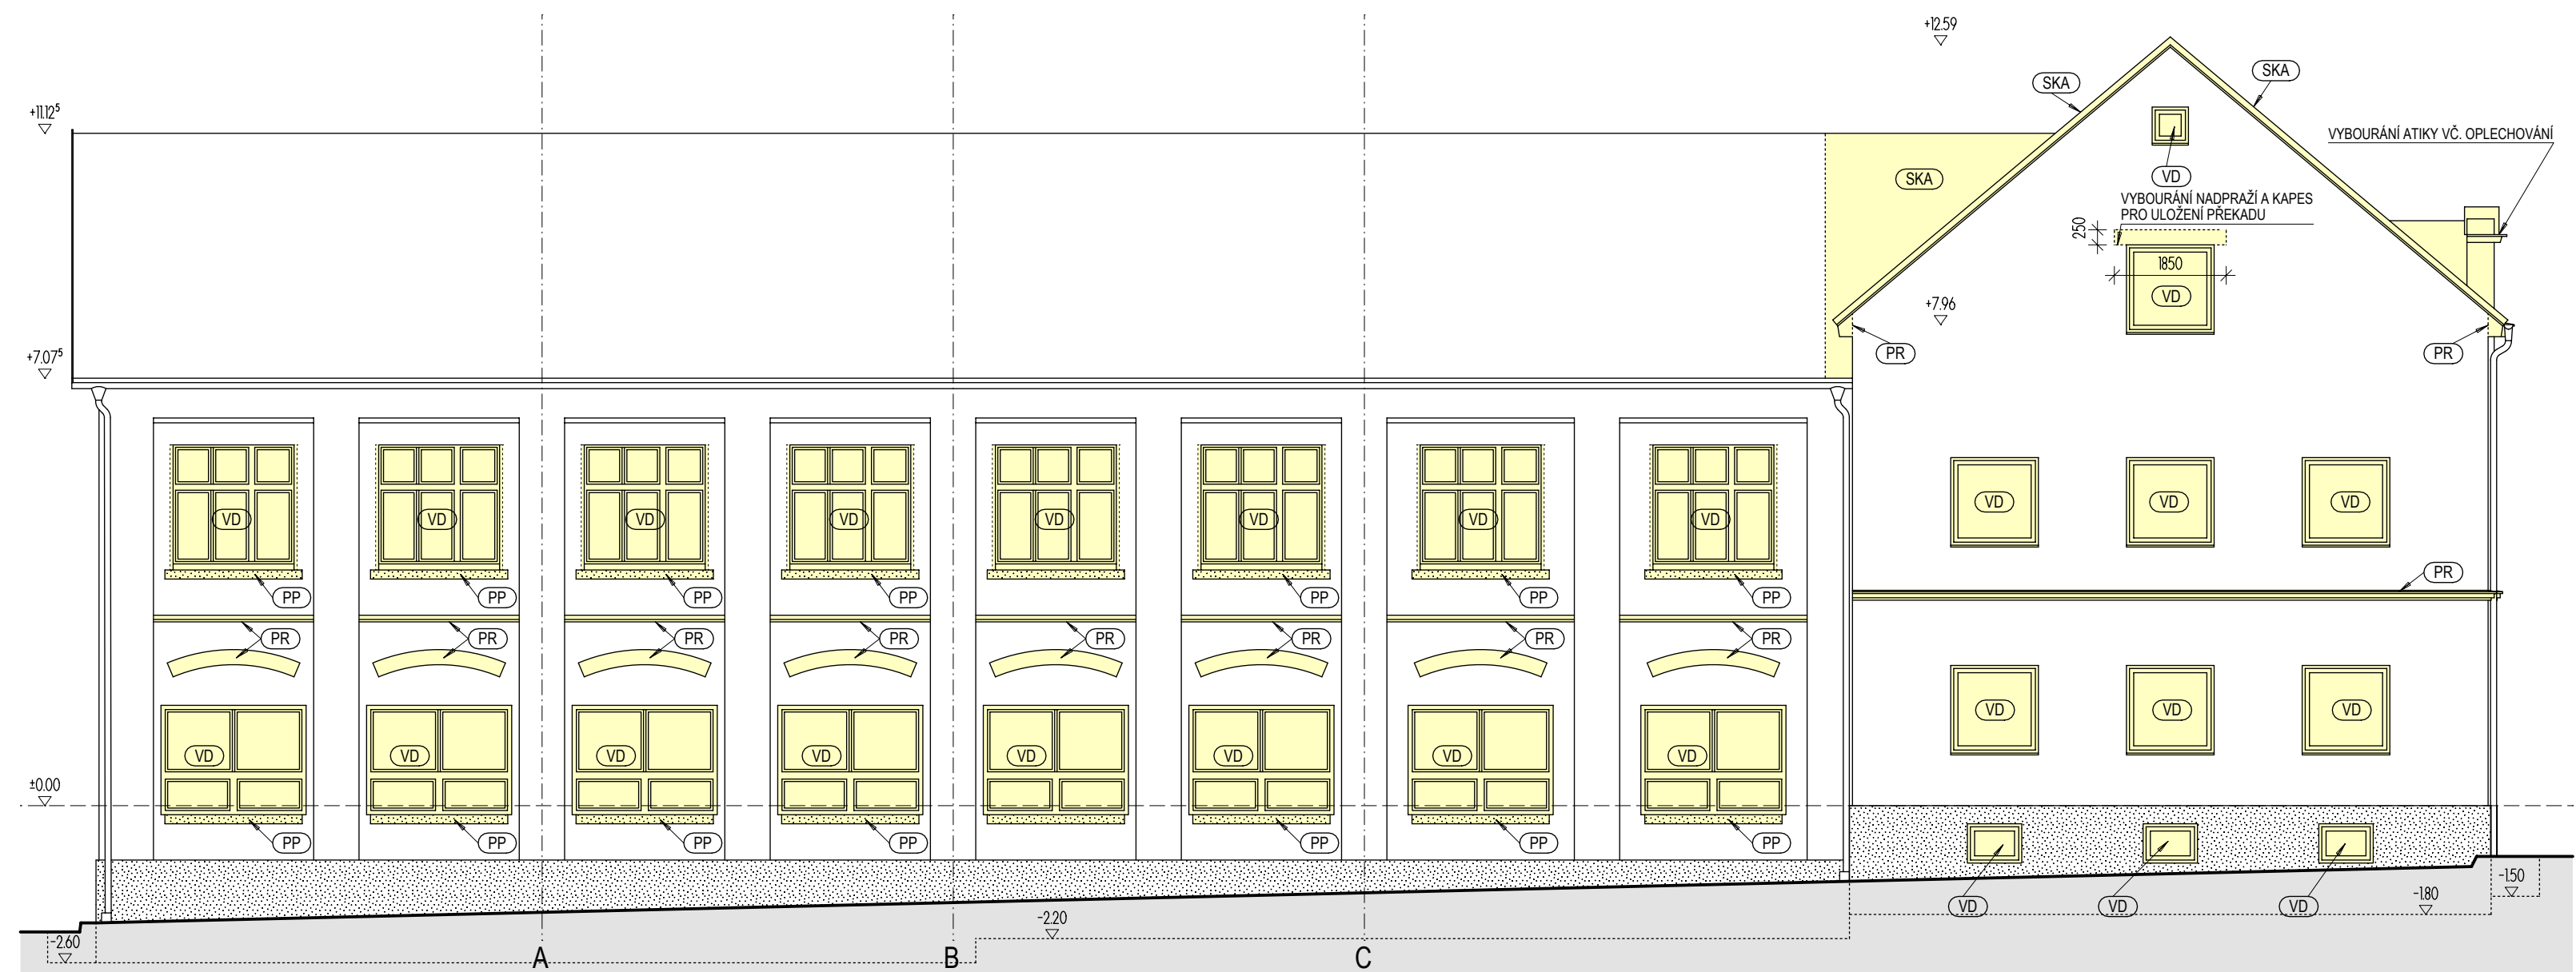 +12.59
SKA
SKA
+11.12⁵
VYBOURÁNÍ ATIKY VČ. OPLECHOVÁNÍ
SKA
VD
VYBOURÁNÍ NADPRAŽÍ A KAPES
PRO ULOŽENÍ PŘEKADU
250
1850
VD
+7.96
+7.07⁵
PR
PR
VD
VD
VD
VD
VD
VD
VD
VD
VD
VD
VD
PP
PP
PP
PP
PP
PP
PP
PR
PR
PR
PR
PR
PR
PR
PR
PR
VD
VD
VD
VD
VD
VD
VD
VD
VD
VD
VD
±0.00
PP
PP
PP
PP
PP
PP
PP
VD
VD
VD
-1.50
-1.80
-2.20
-2.60
A
B
C